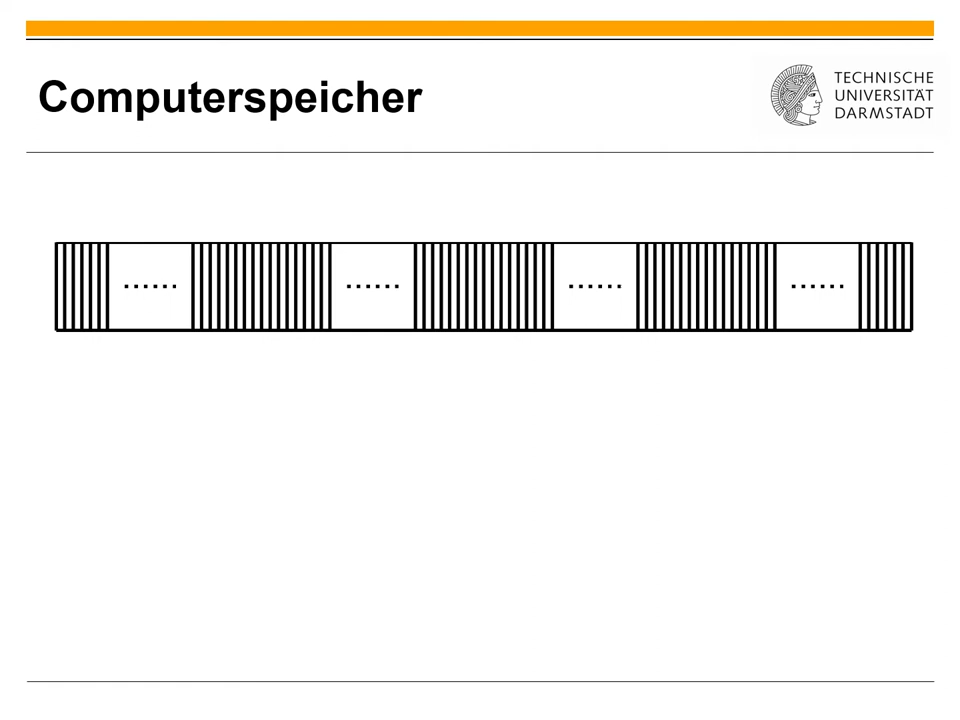 Computerspeicher
TECHNISCHE
UNIVERSITÄT
DARMSTADT
...... ...... ...... ......